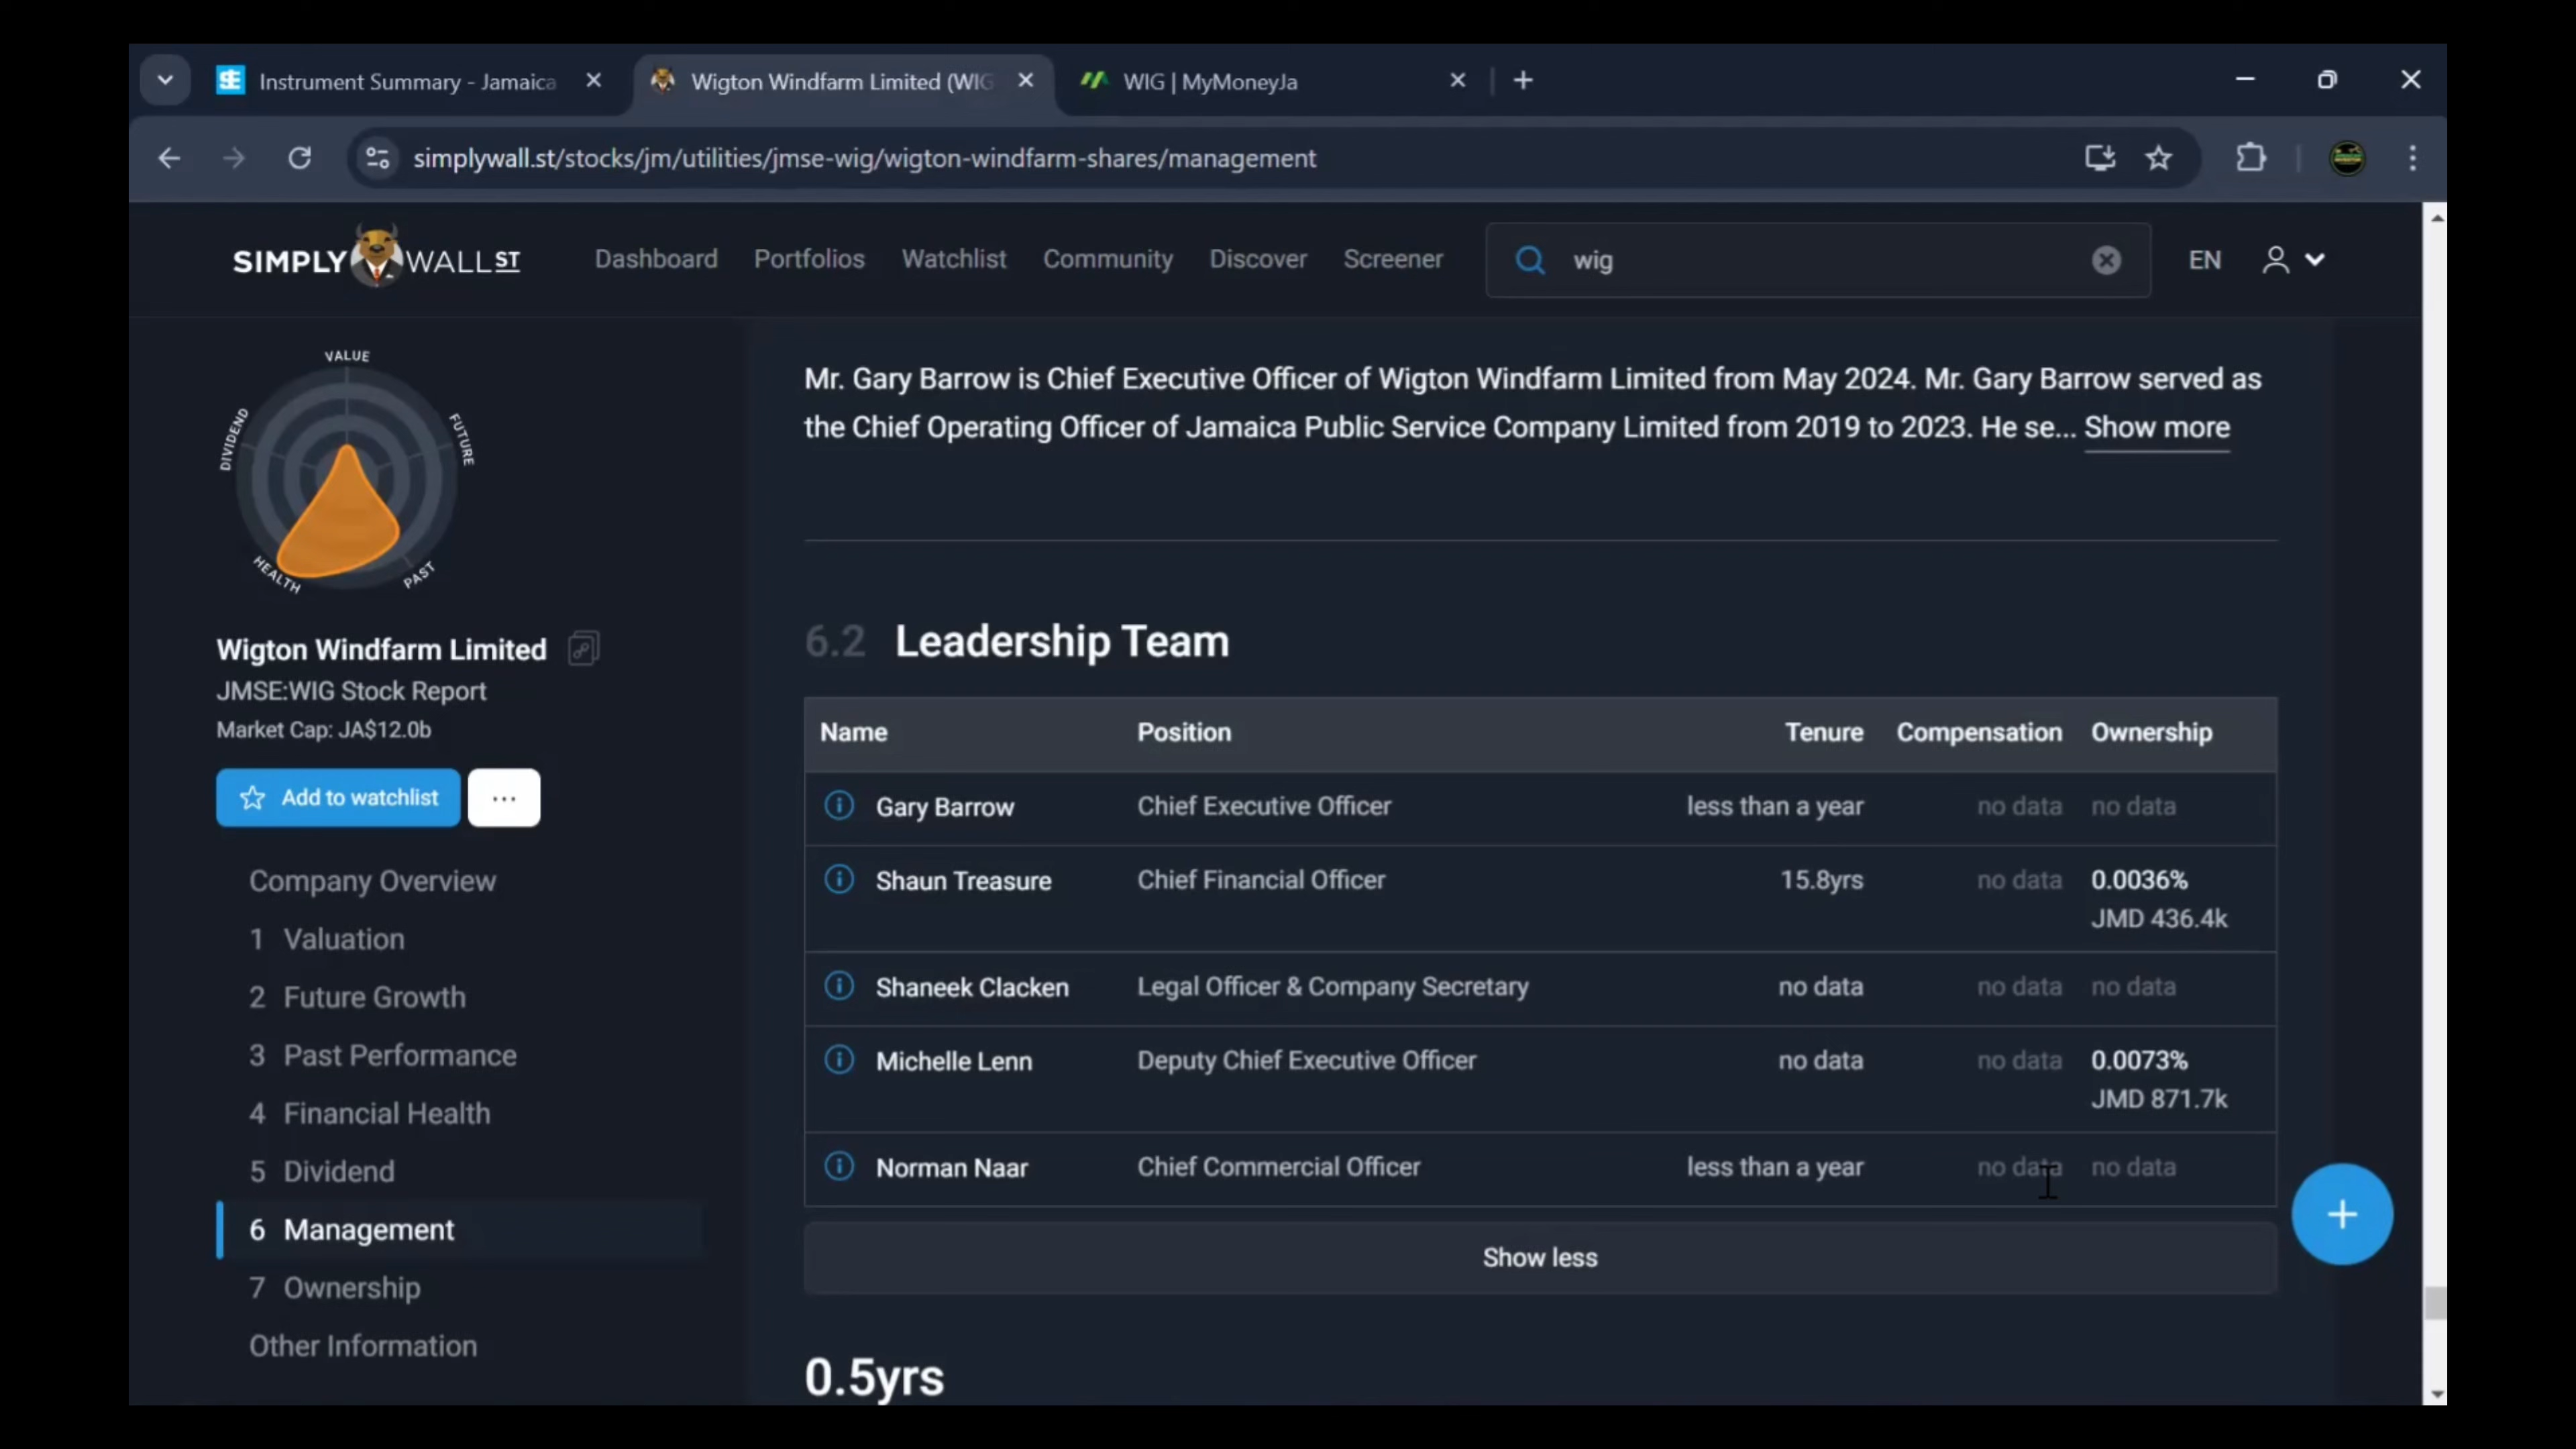 Instrument Summary - Jamaica
Wigton Windfarm Limited (WIG
WIG | MyMoneyJa
simplywall.st/stocks/jm/utilities/jmse-wig/wigton-windfarm-shares/management
SIMPLY WALL ST
Dashboard
Portfolios
Watchlist
Community
Discover
Screener
wig
EN
VALUE
FUTURE
PAST
HEALTH
DIVIDEND
Wigton Windfarm Limited
JMSE:WIG Stock Report
Market Cap: JA$12.0b
Add to watchlist
...
Company Overview
1 Valuation
2 Future Growth
3 Past Performance
4 Financial Health
5 Dividend
6 Management
7 Ownership
Other Information
Mr. Gary Barrow is Chief Executive Officer of Wigton Windfarm Limited from May 2024. Mr. Gary Barrow served as
the Chief Operating Officer of Jamaica Public Service Company Limited from 2019 to 2023. He se... Show more
6.2 Leadership Team
Name Position Tenure Compensation Ownership
Gary Barrow Chief Executive Officer less than a year no data no data
Shaun Treasure Chief Financial Officer 15.8yrs no data 0.0036%
JMD 436.4k
Shaneek Clacken Legal Officer & Company Secretary no data no data no data
Michelle Lenn Deputy Chief Executive Officer no data no data 0.0073%
JMD 871.7k
Norman Naar Chief Commercial Officer less than a year no data no data
Show less
0.5yrs